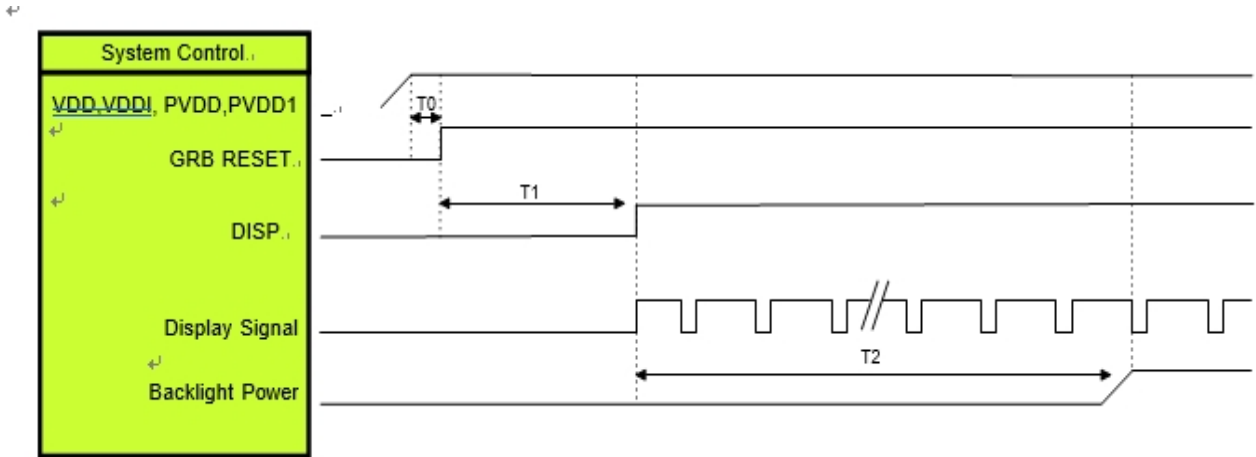 System Control
VDD,VDDI, PVDD,PVDD1
T0
GRB RESET
T1
DISP
Display Signal
T2
Backlight Power